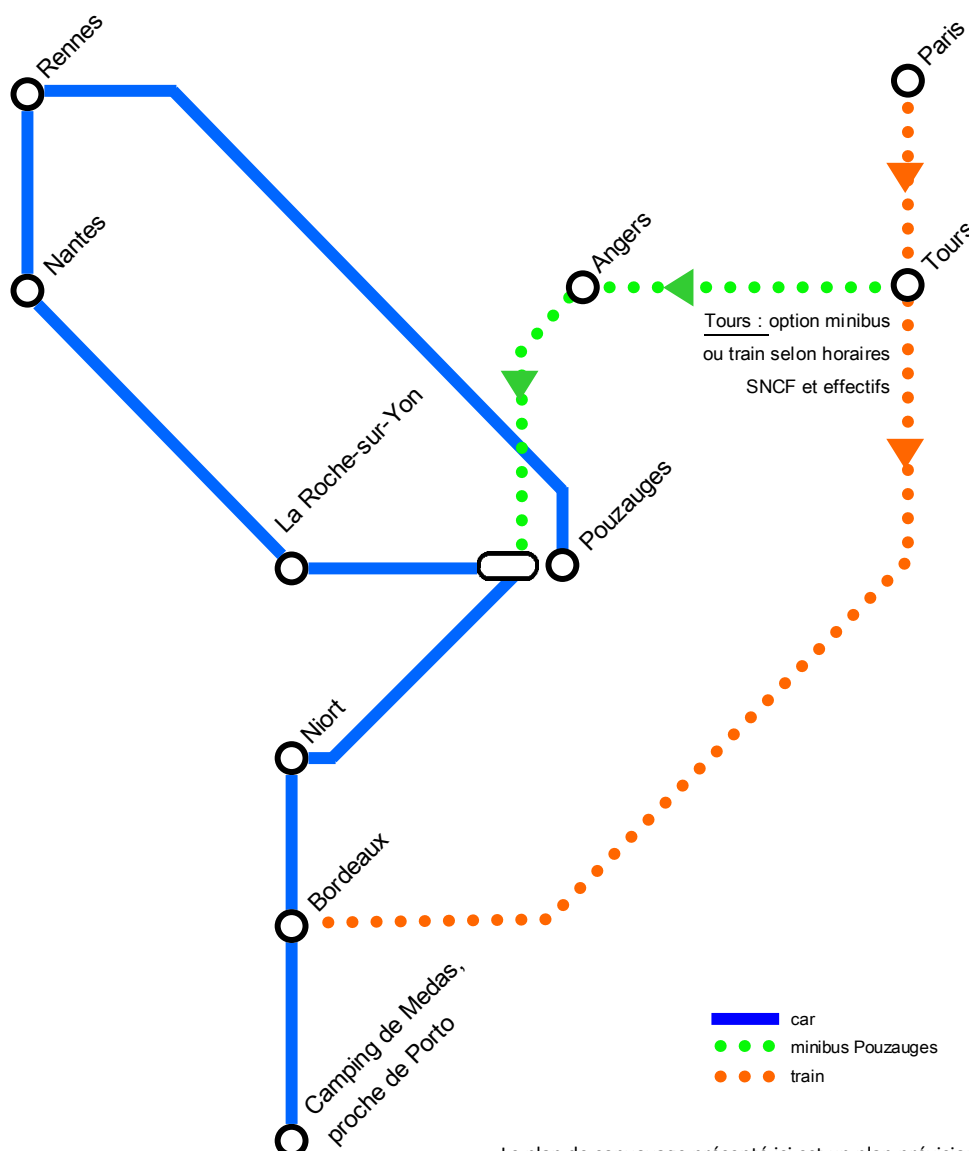 Rennes
Paris
Nantes
Angers
Tours
Tours : option minibus
ou train selon horaires
SNCF et effectifs
La Roche-sur-Yon
Pouzauges
Niort
Bordeaux
Camping de Medas,
proche de Porto
car
minibus Pouzauges
train